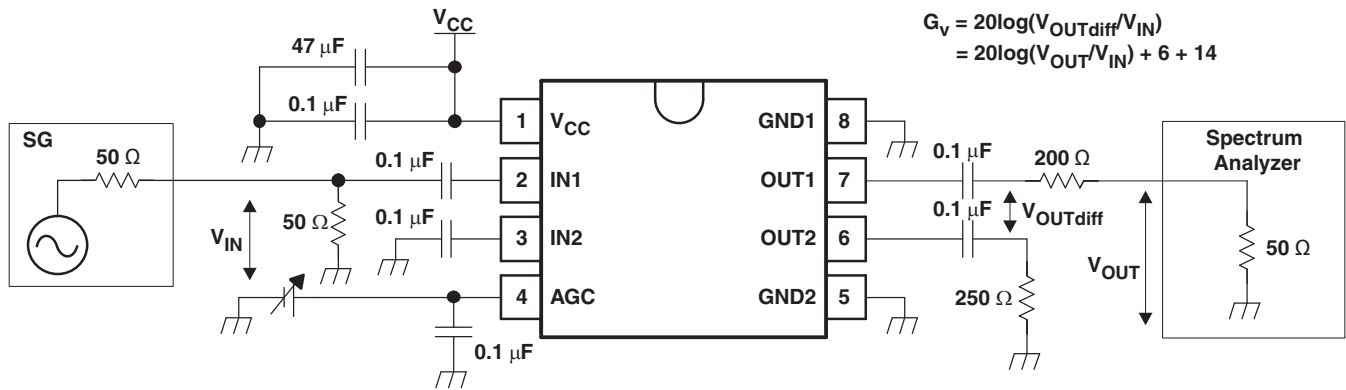 V_CC
G_v = 20log(V_OUTdiff/V_IN)
= 20log(V_OUT/V_IN) + 6 + 14
47 μF
0.1 μF
SG
50 Ω
V_IN
50 Ω
0.1 μF
0.1 μF
0.1 μF
1 V_CC GND1 8
2 IN1 OUT1 7
3 IN2 OUT2 6
4 AGC GND2 5
0.1 μF
200 Ω
0.1 μF
V_OUTdiff
250 Ω
V_OUT
Spectrum
Analyzer
50 Ω